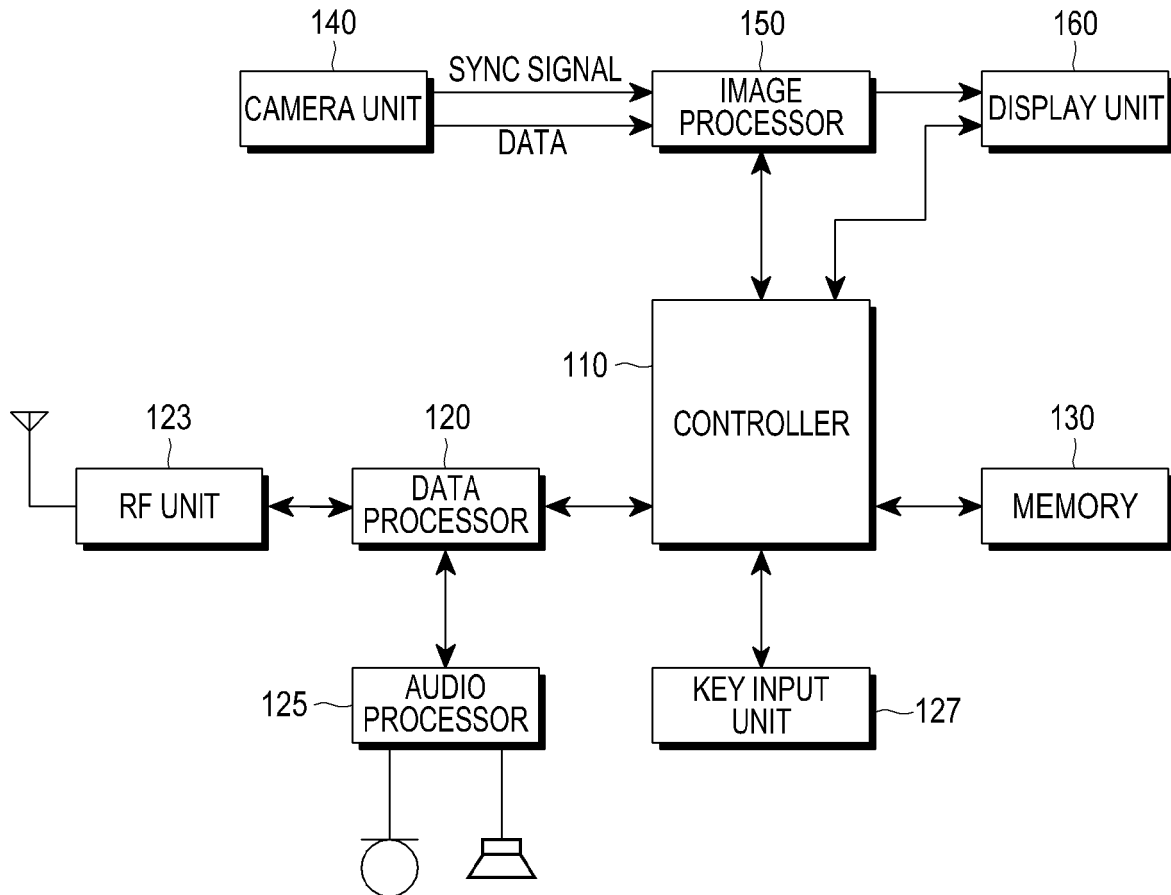 140
150
160
CAMERA UNIT
SYNC SIGNAL
DATA
IMAGE
PROCESSOR
DISPLAY UNIT
110
CONTROLLER
123
RF UNIT
120
DATA
PROCESSOR
130
MEMORY
125
AUDIO
PROCESSOR
KEY INPUT
UNIT
127